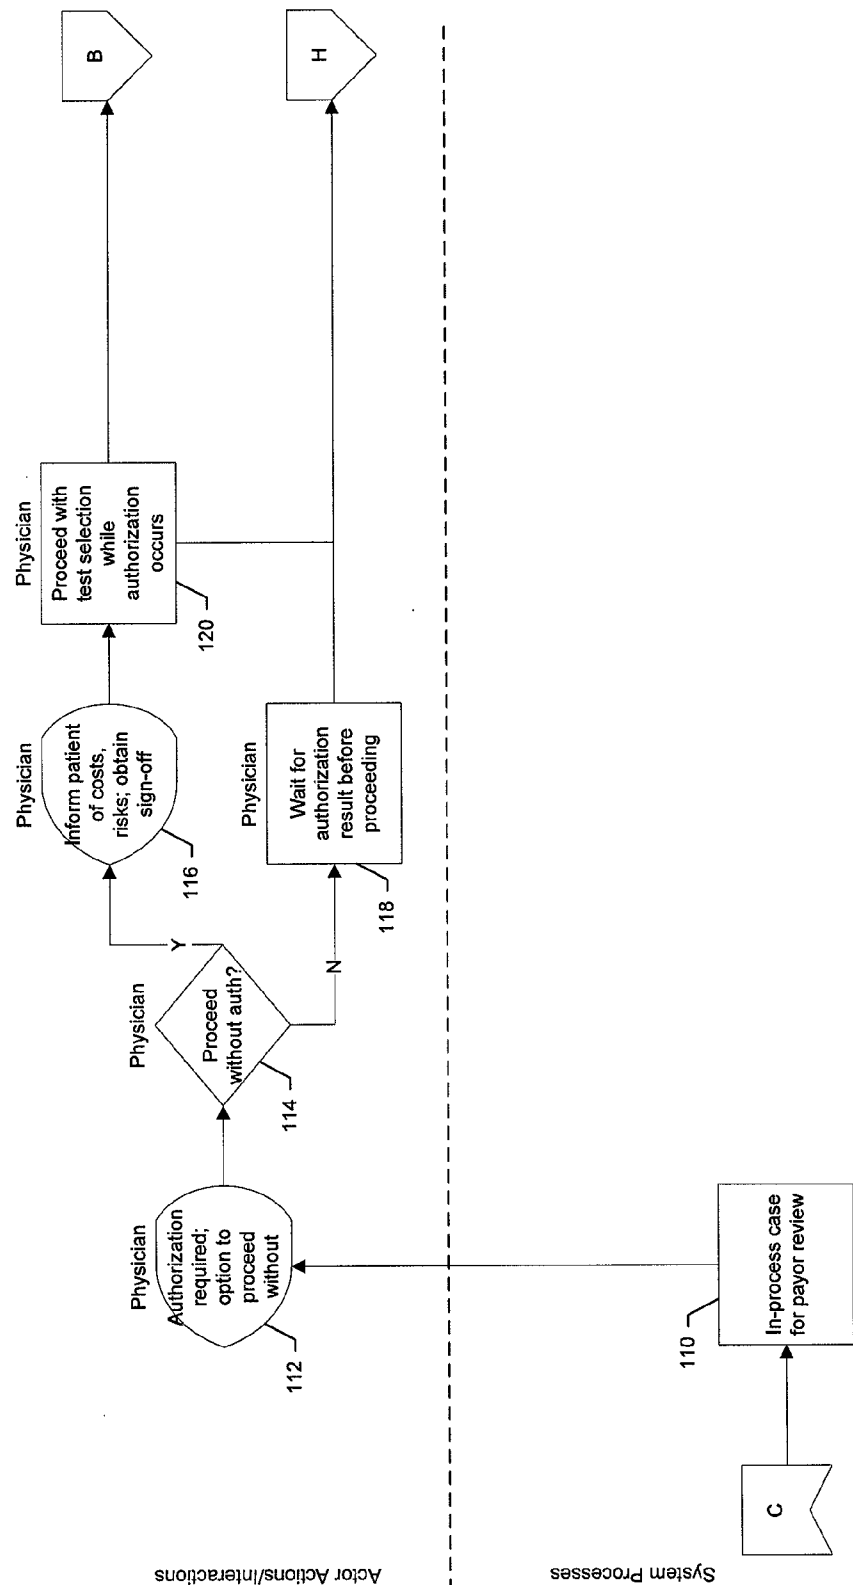 Actor Actions/Interactions
Physician
Authorization
required;
option to
proceed
without
112
Physician
Proceed
without auth?
114
Y
N
Physician
Inform patient
of costs,
risks; obtain
sign-off
116
Physician
Wait for
authorization
result before
proceeding
118
Physician
Proceed with
test selection
while
authorization
occurs
120
B
H
System Processes
C
In-process case
for payor review
110